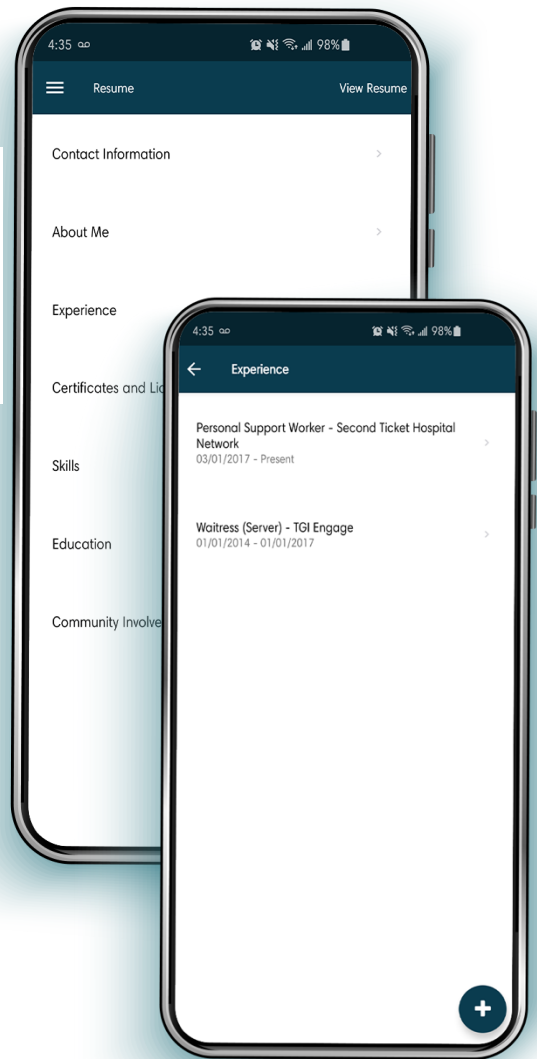 4:35 98%
Resume View Resume
Contact Information
About Me
Experience
Certificates and
Skills
Education
Community
4:35 98%
Experience
Personal Support Worker - Second Ticket Hospital
Network
03/01/2017 - Present
Waitress (Server) - TGI Engage
01/01/2014 - 01/01/2017